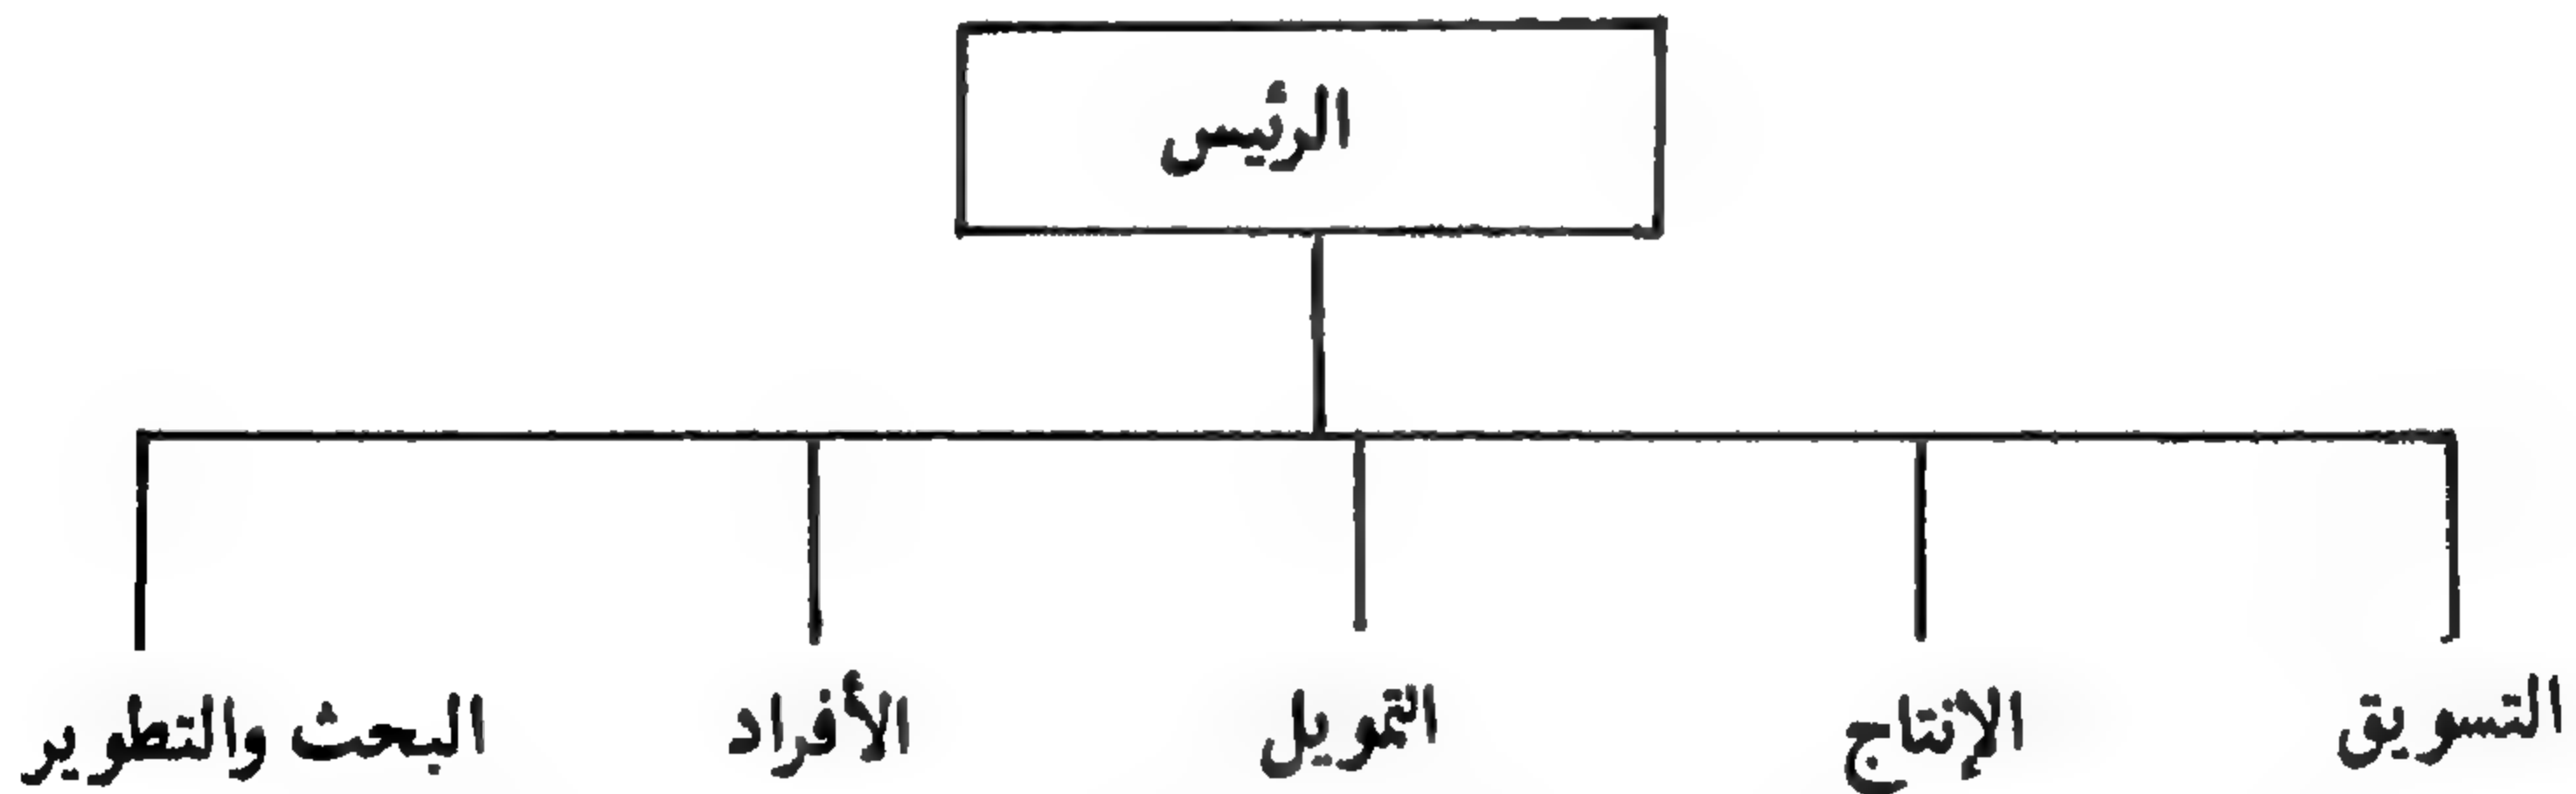 الرئيس
التسويق
الإنتاج
التمويل
الأفراد
البحث والتطوير